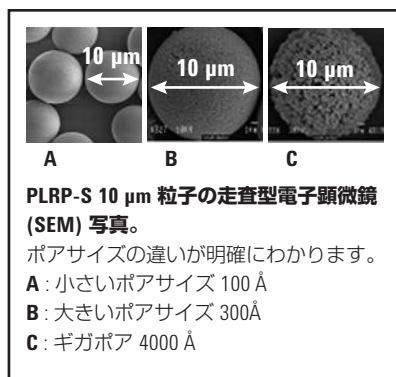 10 µm
10 µm
10 µm
A
B
C
PLRP-S 10 µm 粒子の走査型電子顕微鏡
(SEM) 写真。
ポアサイズの違いが明確にわかります。
A : 小さいポアサイズ 100 Å
B : 大きいポアサイズ 300Å
C : ギガポア 4000 Å